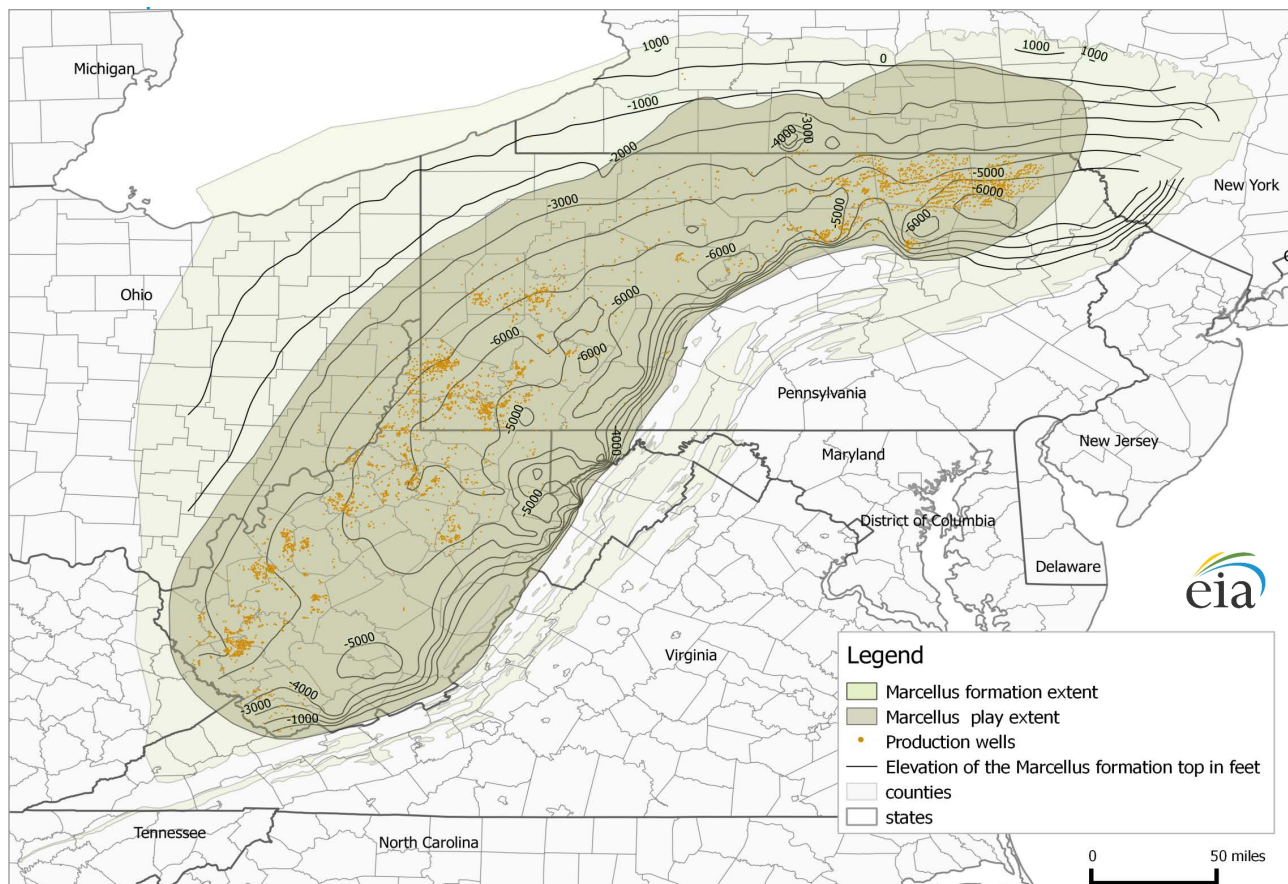 1000
0
1000
1000
Michigan
-1000
-3000
-4000
-2000
-5000
-6000
New York
-3000
-5000
-6000
-6000
Ohio
-6000
-6000
-6000
Pennsylvania
-5000
-4000
New Jersey
Maryland
-5000
District of Columbia
Delaware
eia
-5000
Virginia
-4000
-3000
-1000
Legend
Marcellus formation extent
Marcellus play extent
Production wells
Elevation of the Marcellus formation top in feet
counties
states
Tennessee
North Carolina
0 50 miles